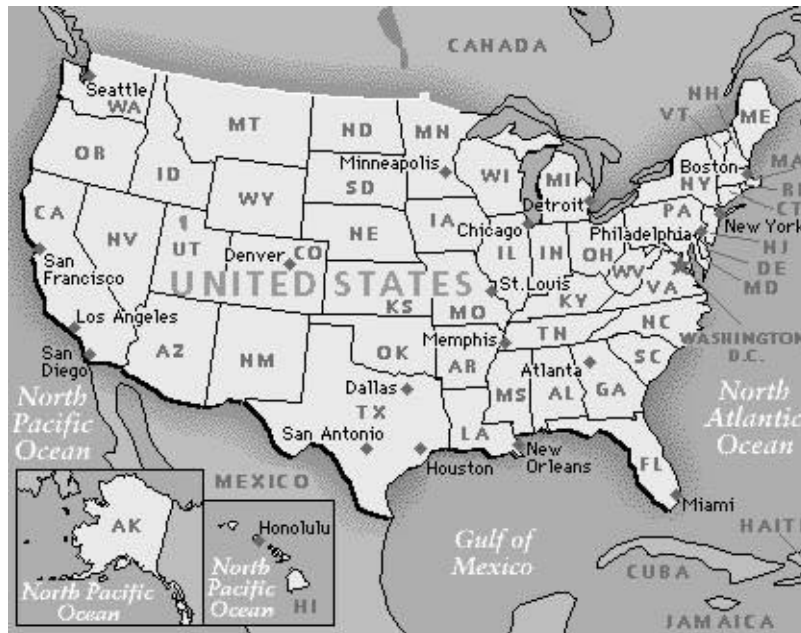 CANADA
NH
VT
ME
Seattle
WA
MT
ND
MN
Minneapolis
OR
ID
SD
WI
MI
Boston
MA
NY
WY
Detroit
RI
CT
CA
IA
Chicago
PA
New York
NV
NE
Philadelphia
NJ
UT
IL
IN
OH
Denver
CO
WV
DE
San
Francisco
UNITED STATES
St. Louis
VA
MD
KS
MO
KY
Los Angeles
NC
WASHINGTON
D.C.
TN
Memphis
San
Diego
AZ
NM
OK
AR
SC
Atlanta
Dallas
MS
AL
GA
North
Pacific
Ocean
TX
North
Atlantic
Ocean
San Antonio
LA
Houston
New
Orleans
FL
MEXICO
Miami
AK
Honolulu
Gulf of
Mexico
HAITI
North Pacific
Ocean
North
Pacific
Ocean
HI
CUBA
JAMAICA